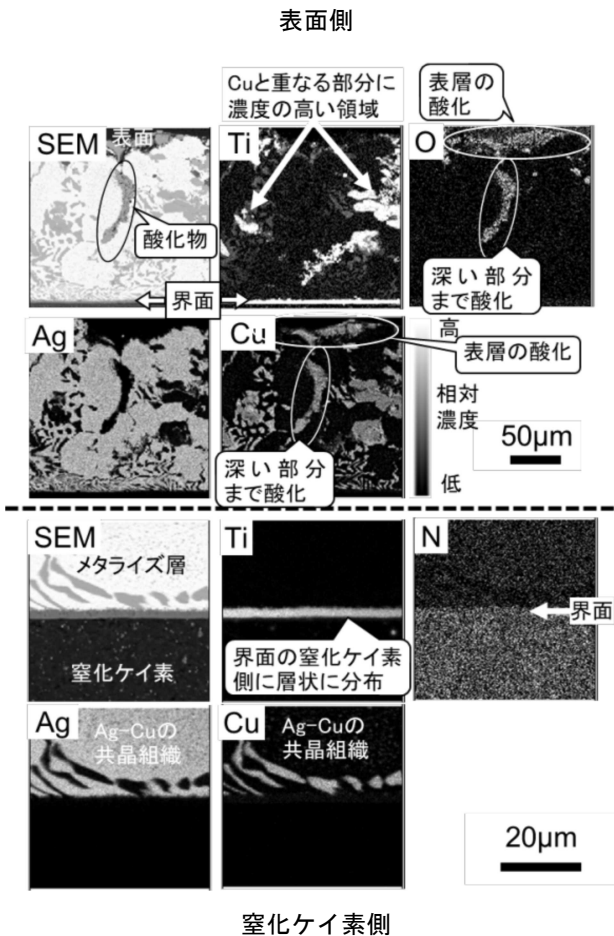 表面側
Cuと重なる部分に
濃度の高い領域
表層の
酸化
SEM
表面
Ti
O
酸化物
深い部分
まで酸化
界面
Ag
Cu
高
表層の酸化
相対
濃度
50μm
深い部分
まで酸化
低
SEM
メタライズ層
Ti
N
界面
窒化ケイ素
界面の窒化ケイ素
側に層状に分布
Ag
Ag-Cuの
共晶組織
Cu
Ag-Cuの
共晶組織
20μm
窒化ケイ素側